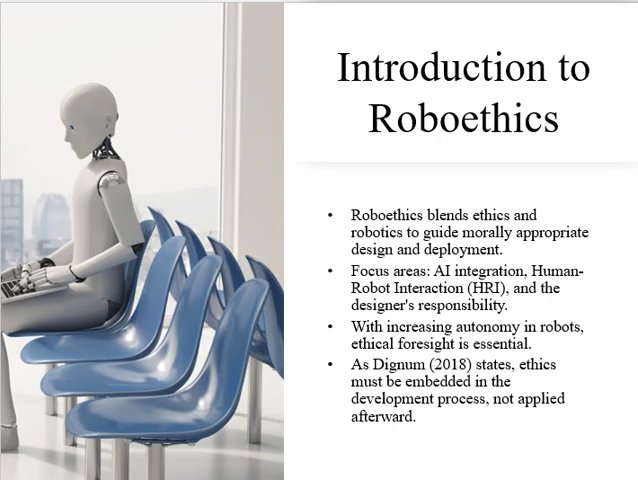 Introduction to
Roboethics
• Roboethics blends ethics and
robotics to guide morally appropriate
design and deployment.
• Focus areas: AI integration, Human-
Robot Interaction (HRI), and the
designer's responsibility.
• With increasing autonomy in robots,
ethical foresight is essential.
• As Dignum (2018) states, ethics
must be embedded in the
development process, not applied
afterward.